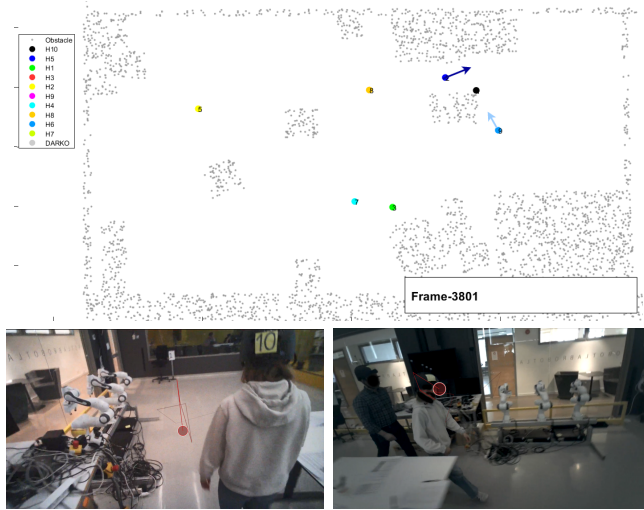 Obstacle
H10
H5
H1
H3
H2
H9
H4
H8
H6
H7
DARKO
5
8
7
Frame-3801
10